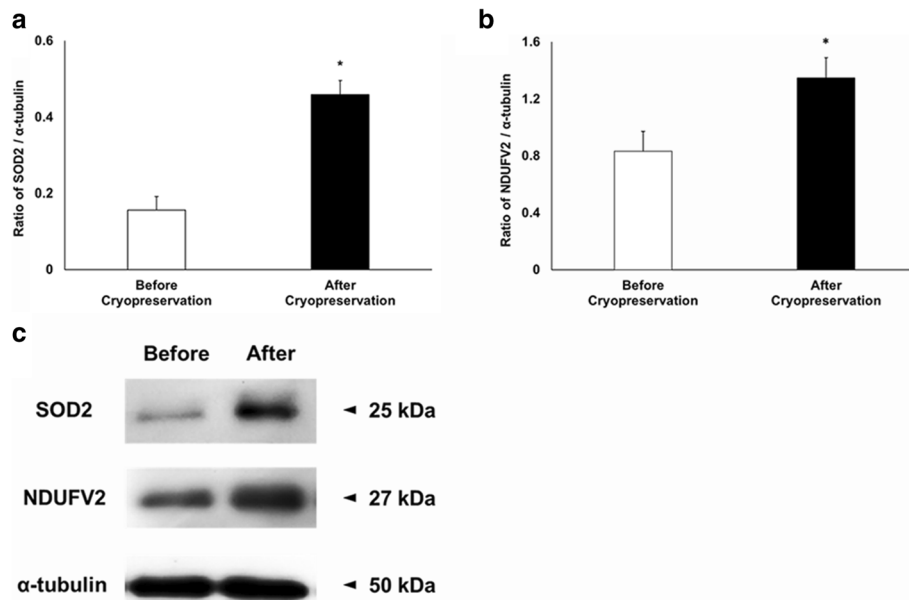 a
Ratio of SOD2 / α-tubulin
0.6
0.4
0.2
0
*
Before
Cryopreservation
After
Cryopreservation
b
Ratio of NDUFV2 / α-tubulin
1.6
1.2
0.8
0.4
0
*
Before
Cryopreservation
After
Cryopreservation
c
Before After
SOD2 ◄ 25 kDa
NDUFV2 ◄ 27 kDa
α-tubulin ◄ 50 kDa